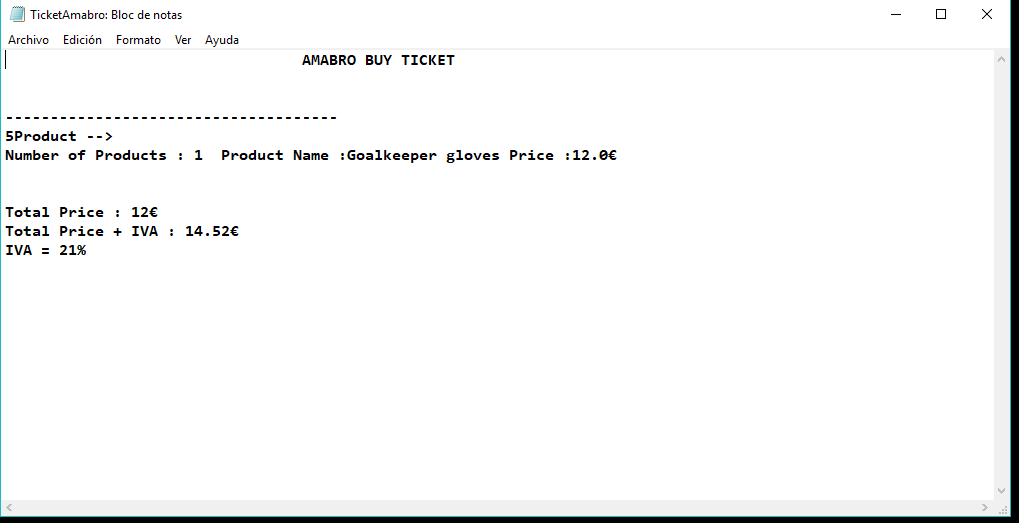 TicketAmabro: Bloc de notas
Archivo Edición Formato Ver Ayuda
AMABRO BUY TICKET
-------------------------------------
5Product -->
Number of Products : 1  Product Name :Goalkeeper gloves Price :12.0€
Total Price : 12€
Total Price + IVA : 14.52€
IVA = 21%